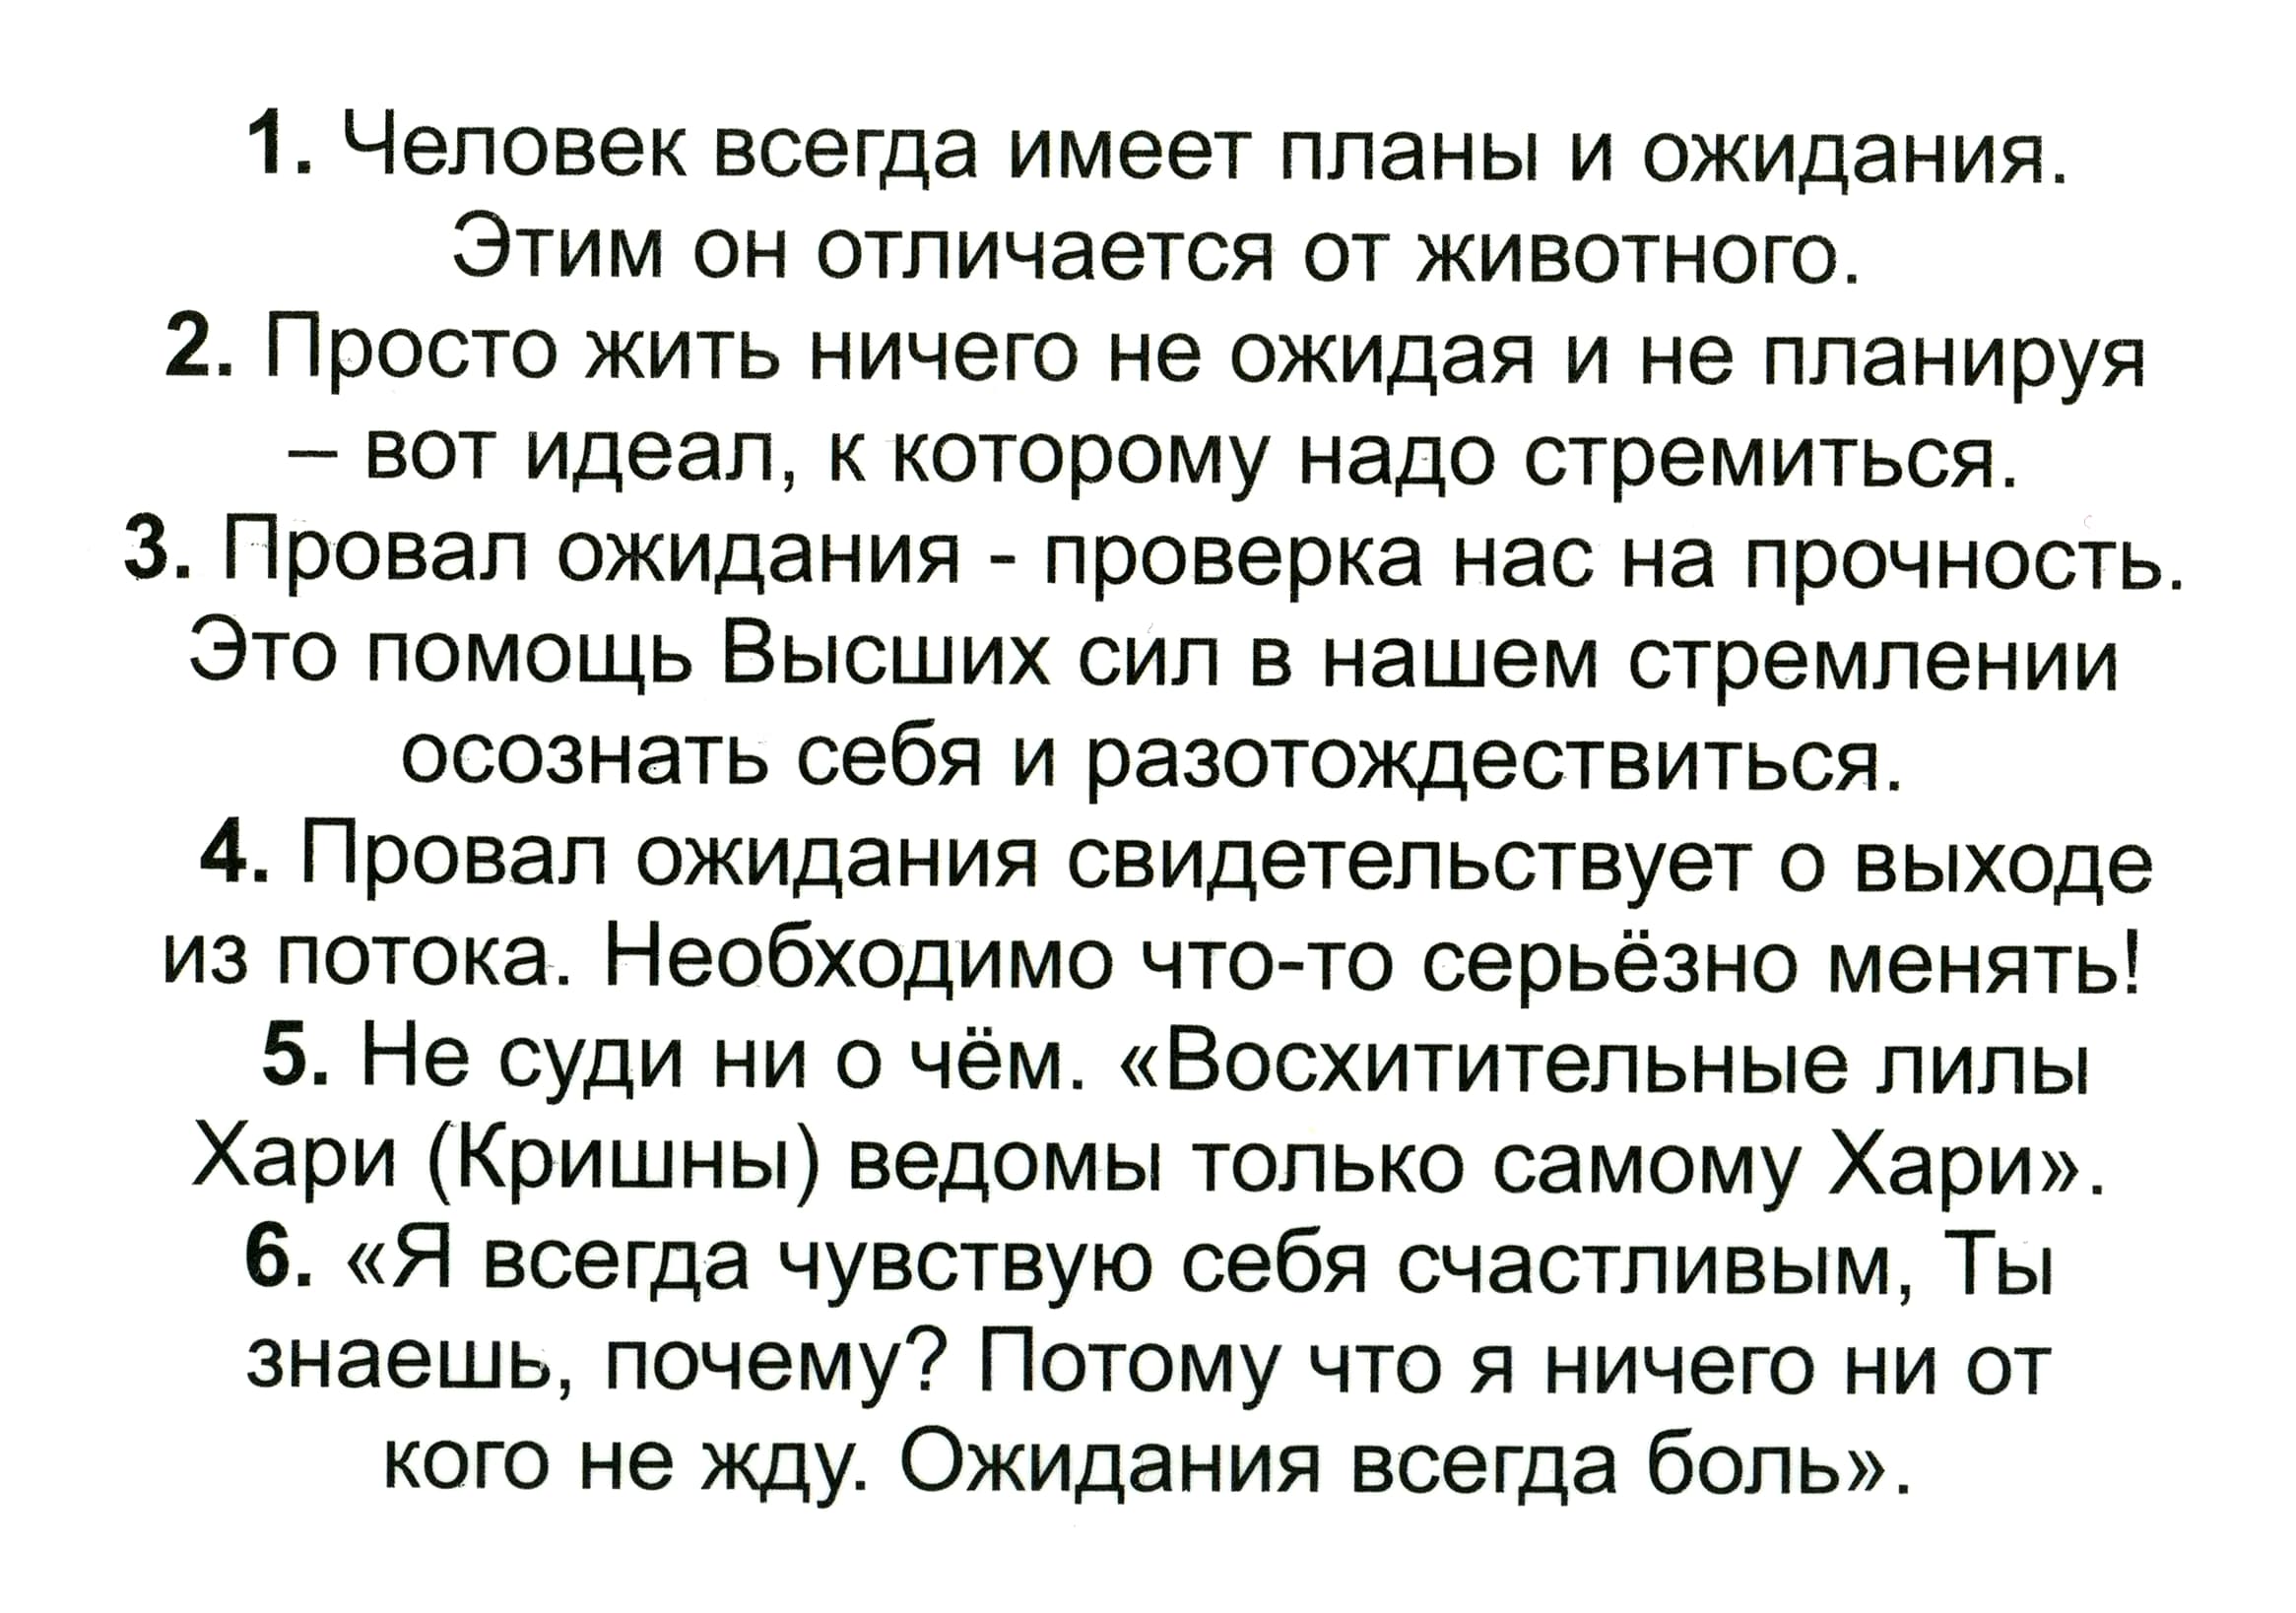 1. Человек всегда имеет планы и ожидания.
Этим он отличается от животного.
2. Просто жить ничего не ожидая и не планируя
– вот идеал, к которому надо стремиться.
3. Провал ожидания - проверка нас на прочность.
Это помощь Высших сил в нашем стремлении
осознать себя и разотождествиться.
4. Провал ожидания свидетельствует о выходе
из потока. Необходимо что-то серьёзно менять!
5. Не суди ни о чём. «Восхитительные лилы
Хари (Кришны) ведомы только самому Хари».
6. «Я всегда чувствую себя счастливым, Ты
знаешь, почему? Потому что я ничего ни от
кого не жду. Ожидания всегда боль».